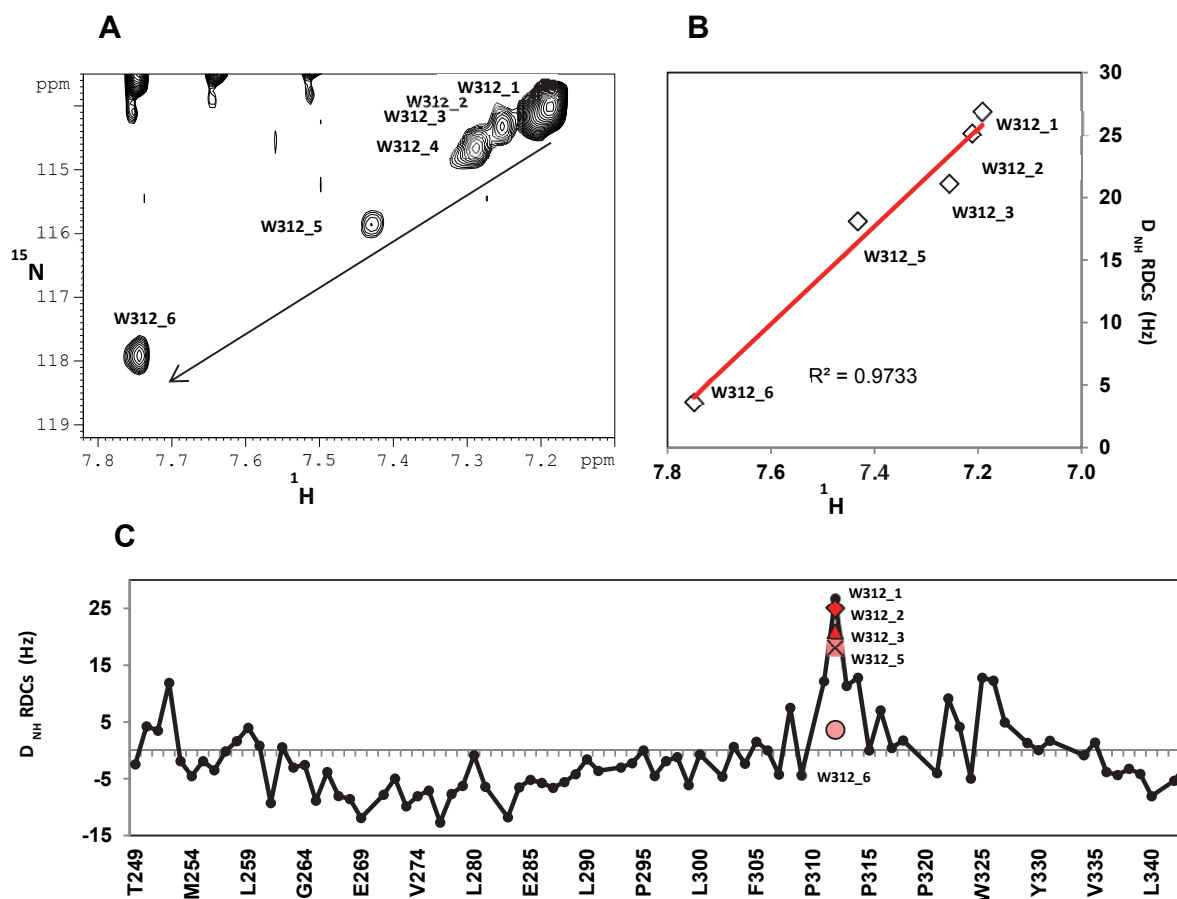 A
B
ppm
W312_1
W312_2
W312_3
W312_4
W312_5
W312_6
115
116
117
118
119
15N
7.8 7.7 7.6 7.5 7.4 7.3 7.2 ppm
1H
30
25
20
15
10
5
0
D NH RDCs (Hz)
W312_1
W312_2
W312_3
W312_5
W312_6
R² = 0.9733
7.8 7.6 7.4 7.2 7.0
1H
C
D NH RDCs (Hz)
25
15
5
-5
-15
W312_1
W312_2
W312_3
W312_5
W312_6
T249 M254 L259 G264 E269 V274 L280 E285 L290 P295 L300 F305 P310 P315 P320 W325 Y330 V335 L340